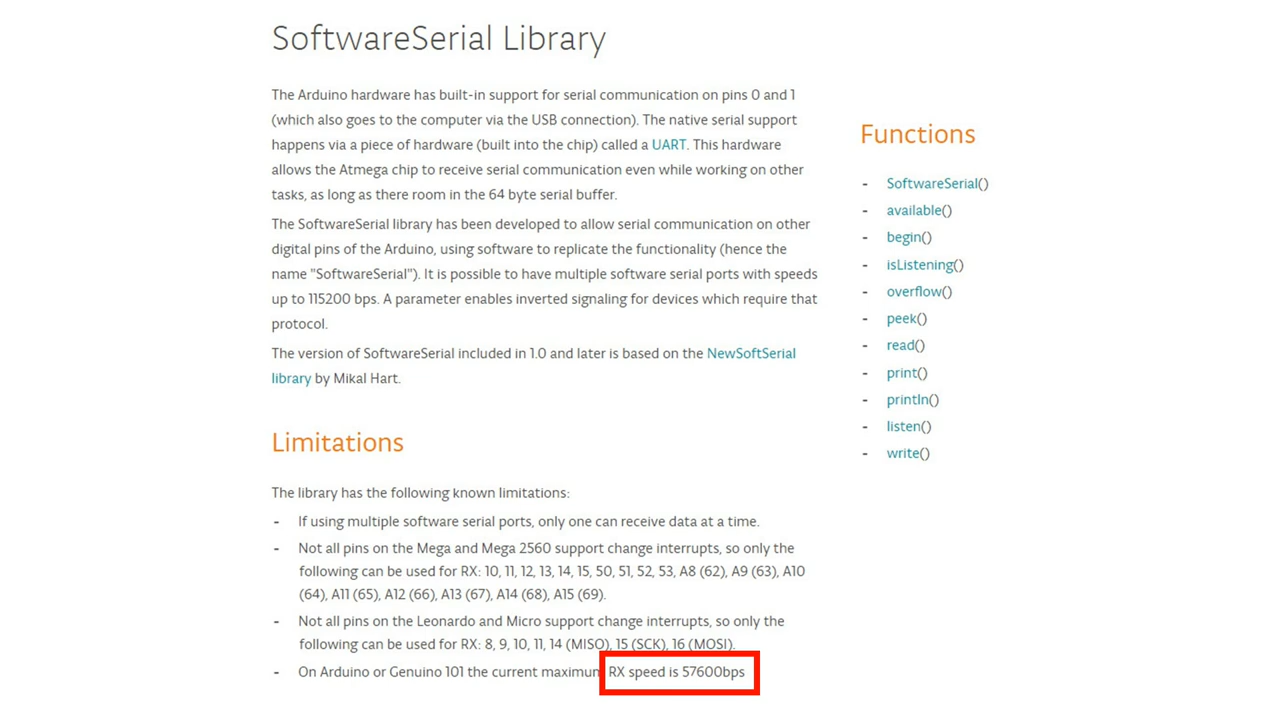 SoftwareSerial Library
The Arduino hardware has built-in support for serial communication on pins 0 and 1
(which also goes to the computer via the USB connection). The native serial support
happens via a piece of hardware (built into the chip) called a UART. This hardware
allows the Atmega chip to receive serial communication even while working on other
tasks, as long as there room in the 64 byte serial buffer.
The SoftwareSerial library has been developed to allow serial communication on other
digital pins of the Arduino, using software to replicate the functionality (hence the
name "SoftwareSerial"). It is possible to have multiple software serial ports with speeds
up to 115200 bps. A parameter enables inverted signaling for devices which require that
protocol.
The version of SoftwareSerial included in 1.0 and later is based on the NewSoftSerial
library by Mikal Hart.
Limitations
The library has the following known limitations:
- If using multiple software serial ports, only one can receive data at a time.
- Not all pins on the Mega and Mega 2560 support change interrupts, so only the
following can be used for RX: 10, 11, 12, 13, 14, 15, 50, 51, 52, 53, A8 (62), A9 (63), A10
(64), A11 (65), A12 (66), A13 (67), A14 (68), A15 (69).
- Not all pins on the Leonardo and Micro support change interrupts, so only the
following can be used for RX: 8, 9, 10, 11, 14 (MISO), 15 (SCK), 16 (MOSI).
- On Arduino or Genuino 101 the current maximum RX speed is 57600bps
Functions
- SoftwareSerial()
- available()
- begin()
- isListening()
- overflow()
- peek()
- read()
- print()
- println()
- listen()
- write()